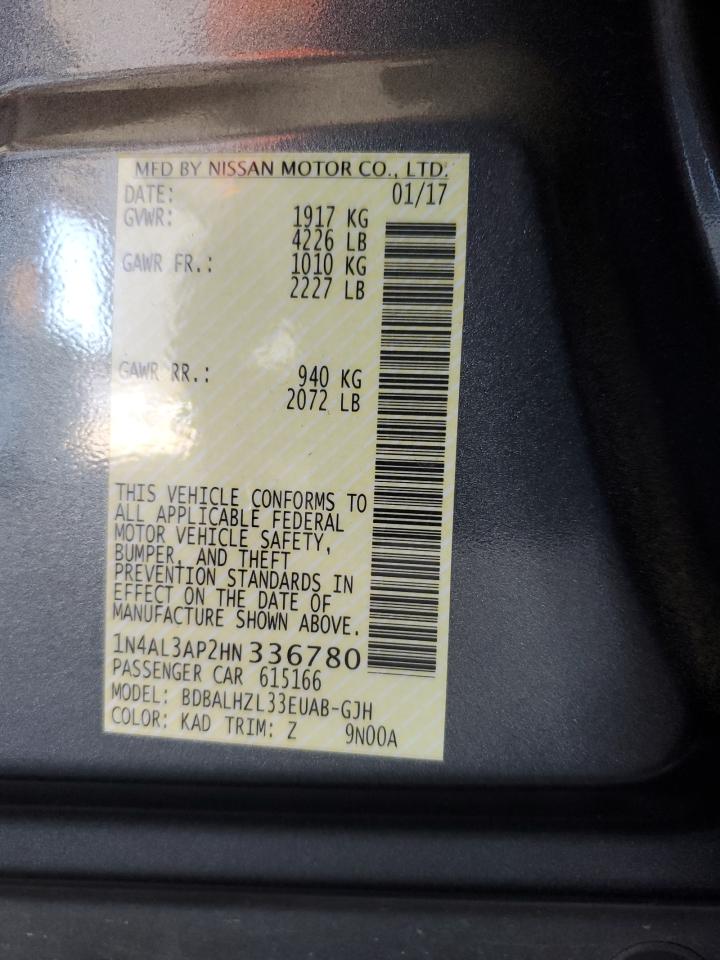 MFD BY NISSAN MOTOR CO., LTD.
DATE: 01/17
GVWR: 1917 KG
4226 LB
GAWR FR.: 1010 KG
2227 LB
GAWR RR.: 940 KG
2072 LB
THIS VEHICLE CONFORMS TO
ALL APPLICABLE FEDERAL
MOTOR VEHICLE SAFETY,
BUMPER, AND THEFT
PREVENTION STANDARDS IN
EFFECT ON THE DATE OF
MANUFACTURE SHOWN ABOVE.
1N4AL3AP2HN 336780
PASSENGER CAR 615166
MODEL: BDBALHZL33EUAB-GJH
COLOR: KAD TRIM: Z 9N00A